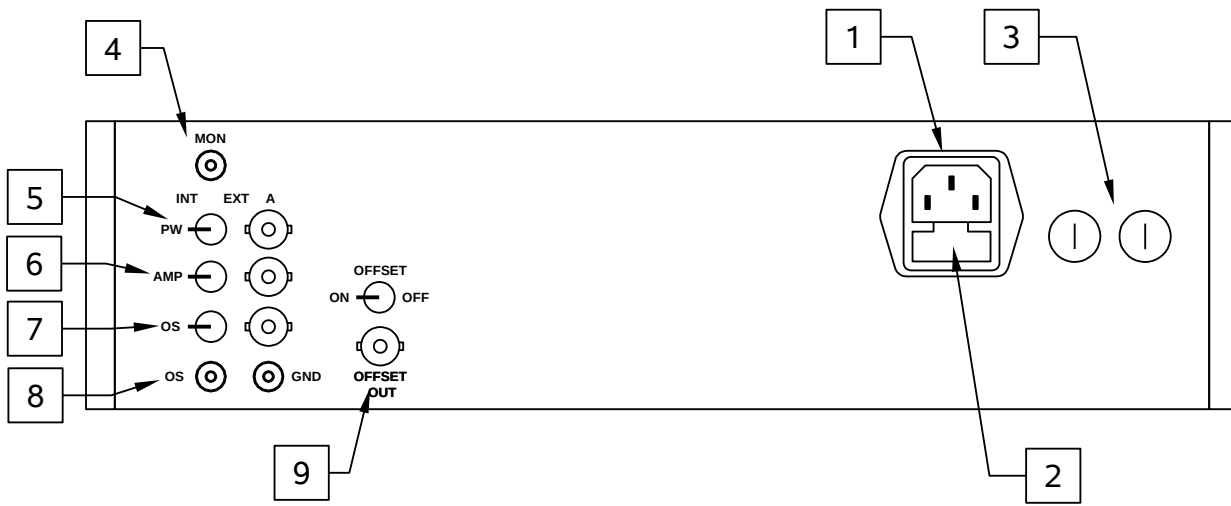 4
1
3
MON
5
INT EXT A
PW
6
AMP
OFFSET
ON OFF
7
OS
8
OS GND
OFFSET
OUT
9
2